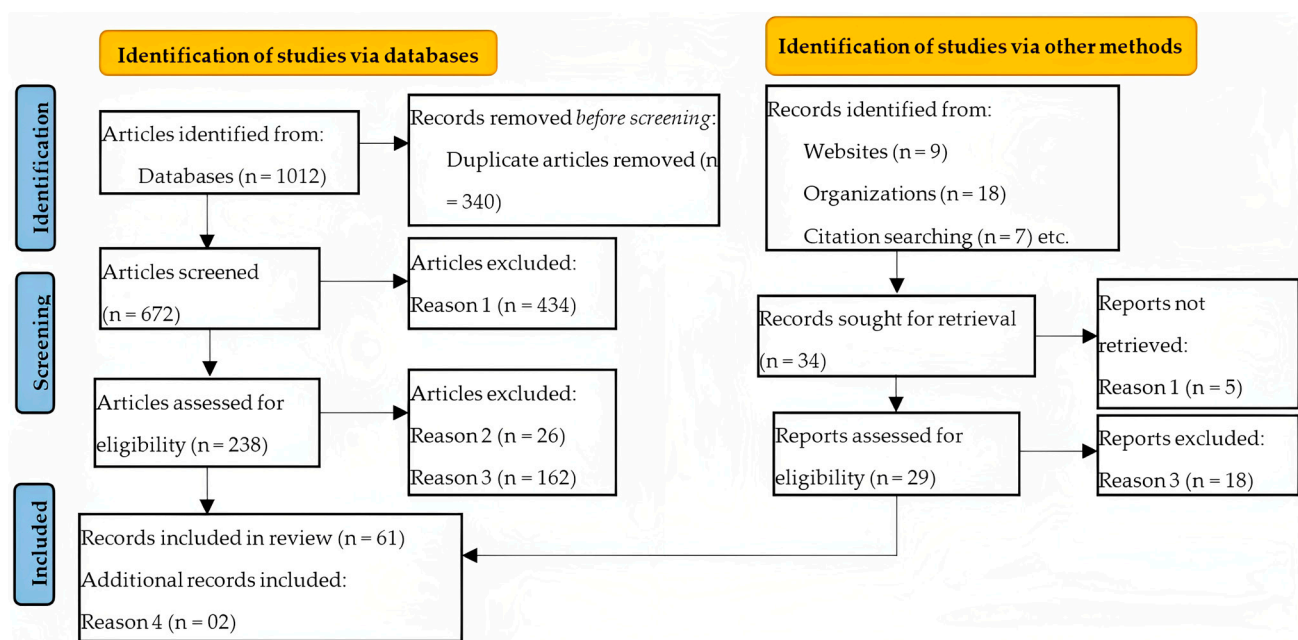 Identification of studies via databases
Identification of studies via other methods
Identification
Articles identified from:
Databases (n = 1012)
Records removed before screening:
Duplicate articles removed (n
= 340)
Records identified from:
Websites (n = 9)
Organizations (n = 18)
Citation searching (n = 7) etc.
Screening
Articles screened
(n = 672)
Articles excluded:
Reason 1 (n = 434)
Records sought for retrieval
(n = 34)
Reports not
retrieved:
Reason 1 (n = 5)
Articles assessed for
eligibility (n = 238)
Articles excluded:
Reason 2 (n = 26)
Reason 3 (n = 162)
Reports assessed for
eligibility (n = 29)
Reports excluded:
Reason 3 (n = 18)
Included
Records included in review (n = 61)
Additional records included:
Reason 4 (n = 02)